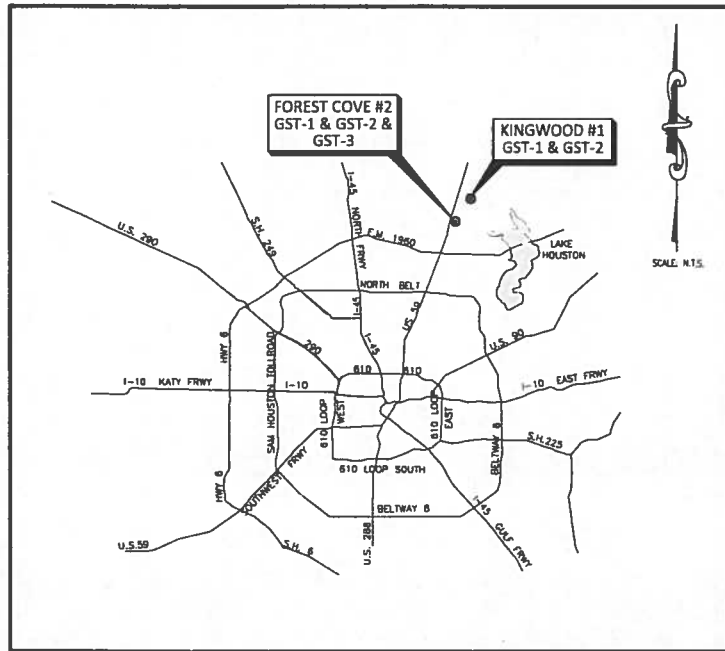 FOREST COVE #2
GST-1 & GST-2 &
GST-3
KINGWOOD #1
GST-1 & GST-2
I-45
NORTH FRWY
S.H. 249
U.S. 290
F.M. 1960
LAKE
HOUSTON
SCALE, N.T.S.
NORTH BELT
I-45
US 59
HWY 6
SAM HOUSTON TOLLROAD
290
I-45
U.S. 90
610
610
I-10 KATY FRWY
I-10
I-10 EAST FRWY
610 LOOP
WEST
610 LOOP
EAST
BELTWAY 8
S.H.225
610 LOOP SOUTH
SOUTHWEST FRWY
HWY 6
BELTWAY 8
I-45 GULF FRWY
U.S.59
S.H. 6
U.S. 288